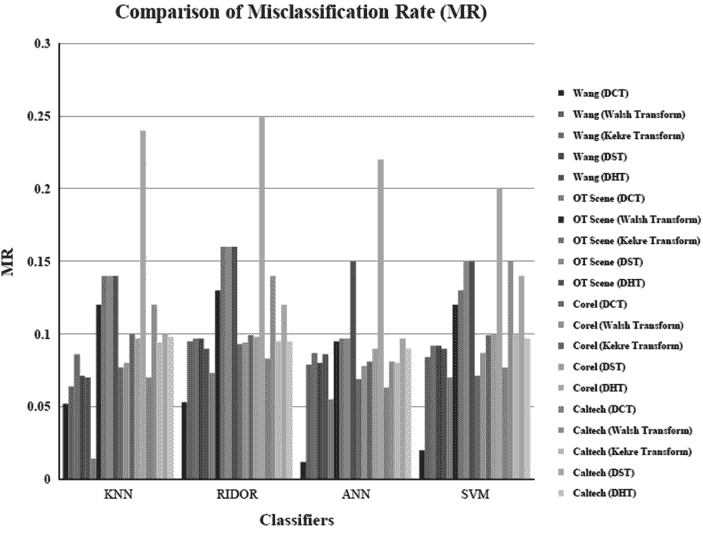 Comparison of Misclassification Rate (MR)
0.3
0.25
0.2
0.15
0.1
0.05
0
MR
KNN
RIDOR
ANN
SVM
Classifiers
Wang (DCT)
Wang (Walsh Transform)
Wang (Kekre Transform)
Wang (DST)
Wang (DHT)
OT Scene (DCT)
OT Scene (Walsh Transform)
OT Scene (Kekre Transform)
OT Scene (DST)
OT Scene (DHT)
Corel (DCT)
Corel (Walsh Transform)
Corel (Kekre Transform)
Corel (DST)
Corel (DHT)
Caltech (DCT)
Caltech (Walsh Transform)
Caltech (Kekre Transform)
Caltech (DST)
Caltech (DHT)